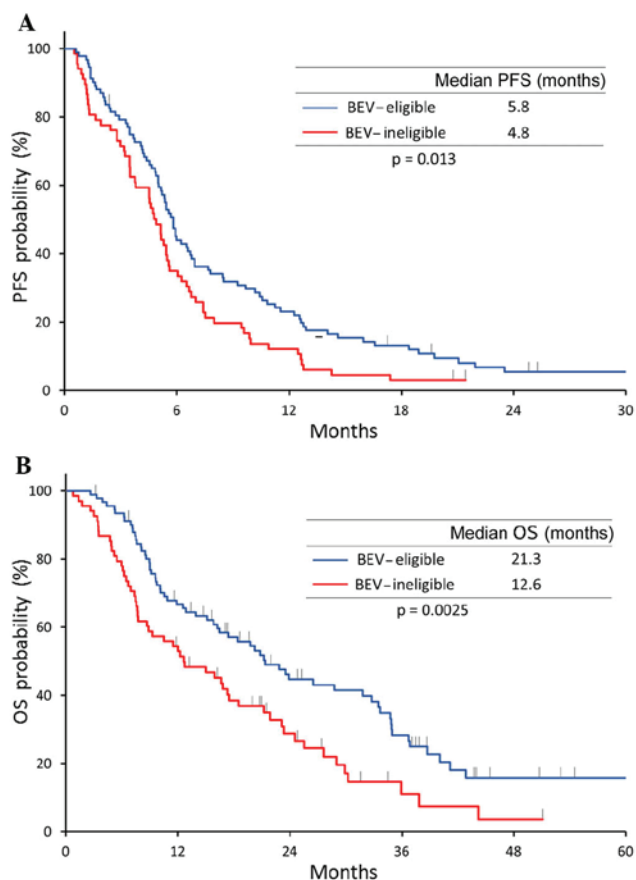 A
100
80
60
40
20
0
PFS probability (%)
Median PFS (months)
BEV-eligible 5.8
BEV-ineligible 4.8
p = 0.013
0 6 12 18 24 30
Months
B
100
80
60
40
20
0
OS probability (%)
Median OS (months)
BEV-eligible 21.3
BEV-ineligible 12.6
p = 0.0025
0 12 24 36 48 60
Months